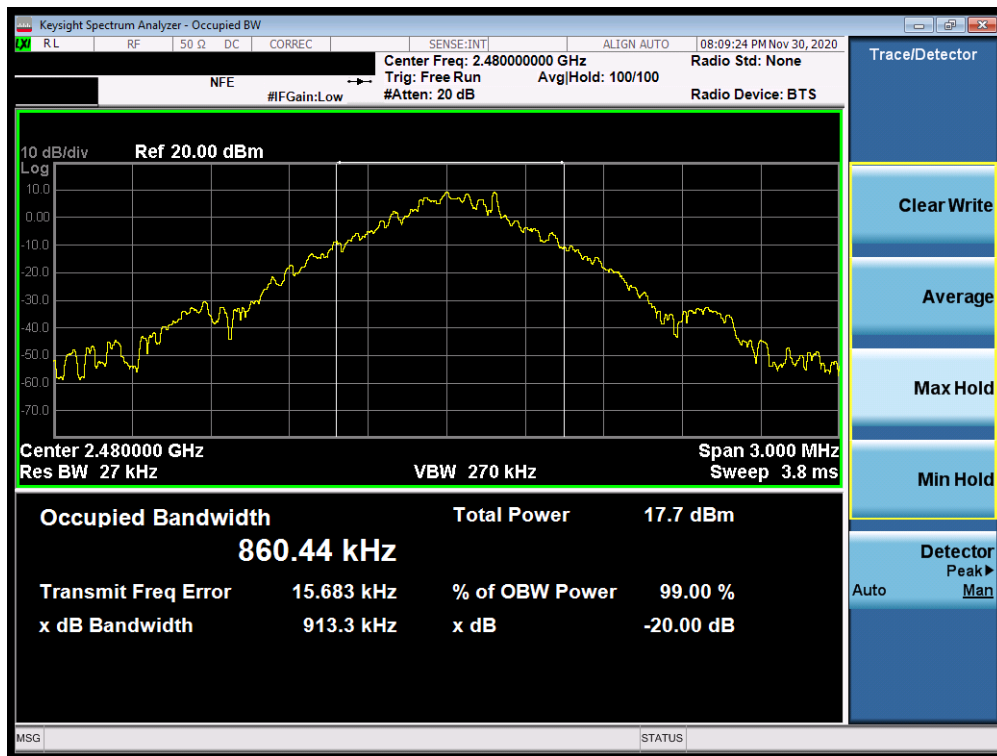 Keysight Spectrum Analyzer - Occupied BW
LXI RL RF 50 Ω DC CORREC SENSE:INT ALIGN AUTO 08:09:24 PM Nov 30, 2020
Center Freq: 2.480000000 GHz Radio Std: None
NFE Trig: Free Run Avg|Hold: 100/100
#IFGain:Low #Atten: 20 dB Radio Device: BTS
10 dB/div Ref 20.00 dBm
Log
10.0
0.00
-10.0
-20.0
-30.0
-40.0
-50.0
-60.0
-70.0
Center 2.480000 GHz Span 3.000 MHz
Res BW 27 kHz VBW 270 kHz Sweep 3.8 ms
Occupied Bandwidth Total Power 17.7 dBm
860.44 kHz
Transmit Freq Error 15.683 kHz % of OBW Power 99.00 %
x dB Bandwidth 913.3 kHz x dB -20.00 dB
MSG STATUS
Trace/Detector
Clear Write
Average
Max Hold
Min Hold
Detector
Peak
Auto Man